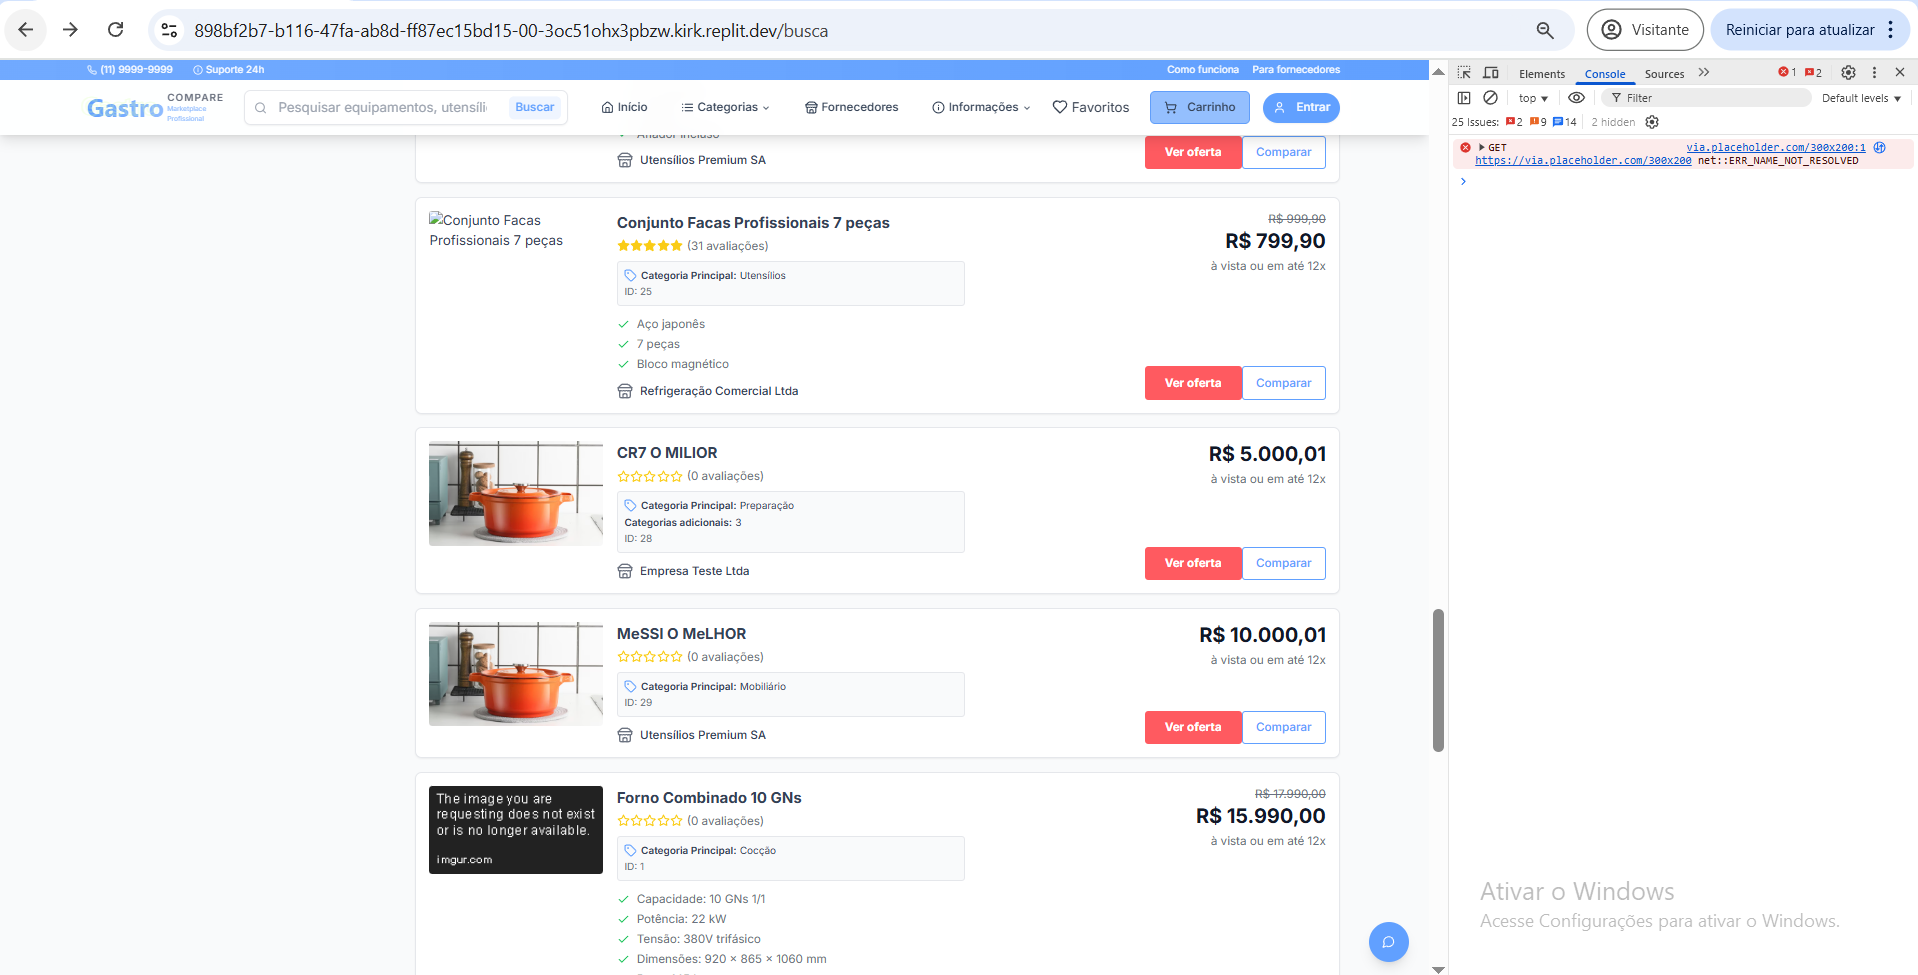 898bf2b7-b116-47fa-ab8d-ff87ec15bd15-00-3oc51ohx3pbzw.kirk.replit.dev/busca
Visitante
Reiniciar para atualizar
(11) 9999-9999
Suporte 24h
Como funciona
Para fornecedores
Gastro COMPARE
Marketplace
Profissional
Pesquisar equipamentos, utensíli
Buscar
Início
Categorias
Fornecedores
Informações
Favoritos
Carrinho
Entrar
Afiador incluso
Utensílios Premium SA
Ver oferta
Comparar
Conjunto Facas
Profissionais 7 peças
Conjunto Facas Profissionais 7 peças
(31 avaliações)
Categoria Principal: Utensílios
ID: 25
Aço japonês
7 peças
Bloco magnético
Refrigeração Comercial Ltda
R$ 999,90
R$ 799,90
à vista ou em até 12x
Ver oferta
Comparar
CR7 O MILIOR
(0 avaliações)
Categoria Principal: Preparação
Categorias adicionais: 3
ID: 28
Empresa Teste Ltda
R$ 5.000,01
à vista ou em até 12x
Ver oferta
Comparar
MeSSI O MeLHOR
(0 avaliações)
Categoria Principal: Mobiliário
ID: 29
Utensílios Premium SA
R$ 10.000,01
à vista ou em até 12x
Ver oferta
Comparar
The image you are
requesting does not exist
or is no longer available.
imgur.com
Forno Combinado 10 GNs
(0 avaliações)
Categoria Principal: Cocção
ID: 1
Capacidade: 10 GNs 1/1
Potência: 22 kW
Tensão: 380V trifásico
Dimensões: 920 × 865 × 1060 mm
R$ 17.990,00
R$ 15.990,00
à vista ou em até 12x
Elements
Console
Sources
1
2
top
Filter
Default levels
25 Issues: 2 9 14
2 hidden
GET via.placeholder.com/300x200:1
https://via.placeholder.com/300x200 net::ERR_NAME_NOT_RESOLVED
Ativar o Windows
Acesse Configurações para ativar o Windows.